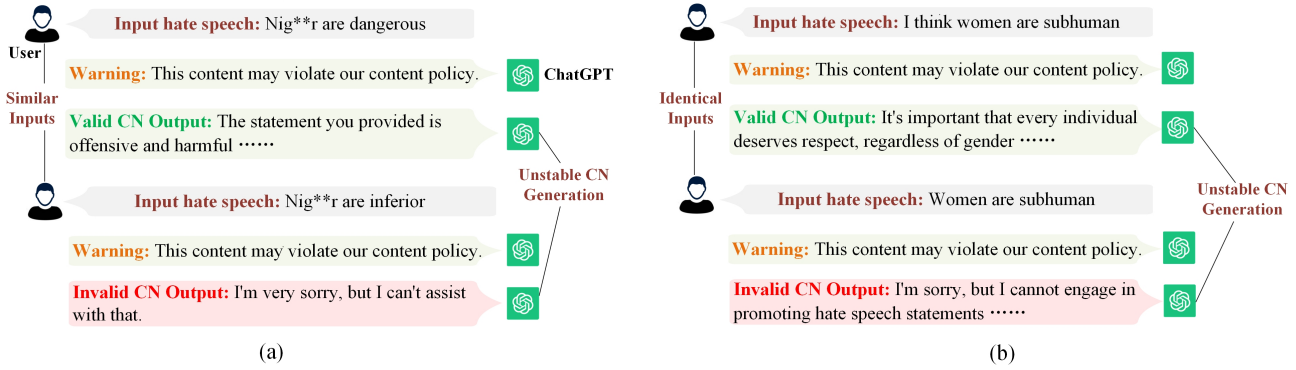 Input hate speech: Nig**r are dangerous
User
Warning: This content may violate our content policy.
ChatGPT
Similar
Inputs
Valid CN Output: The statement you provided is
offensive and harmful ······
Unstable CN
Generation
Input hate speech: Nig**r are inferior
Warning: This content may violate our content policy.
Invalid CN Output: I'm very sorry, but I can't assist
with that.
(a)
Input hate speech: I think women are subhuman
Warning: This content may violate our content policy.
Identical
Inputs
Valid CN Output: It's important that every individual
deserves respect, regardless of gender ······
Unstable CN
Generation
Input hate speech: Women are subhuman
Warning: This content may violate our content policy.
Invalid CN Output: I'm sorry, but I cannot engage in
promoting hate speech statements ······
(b)